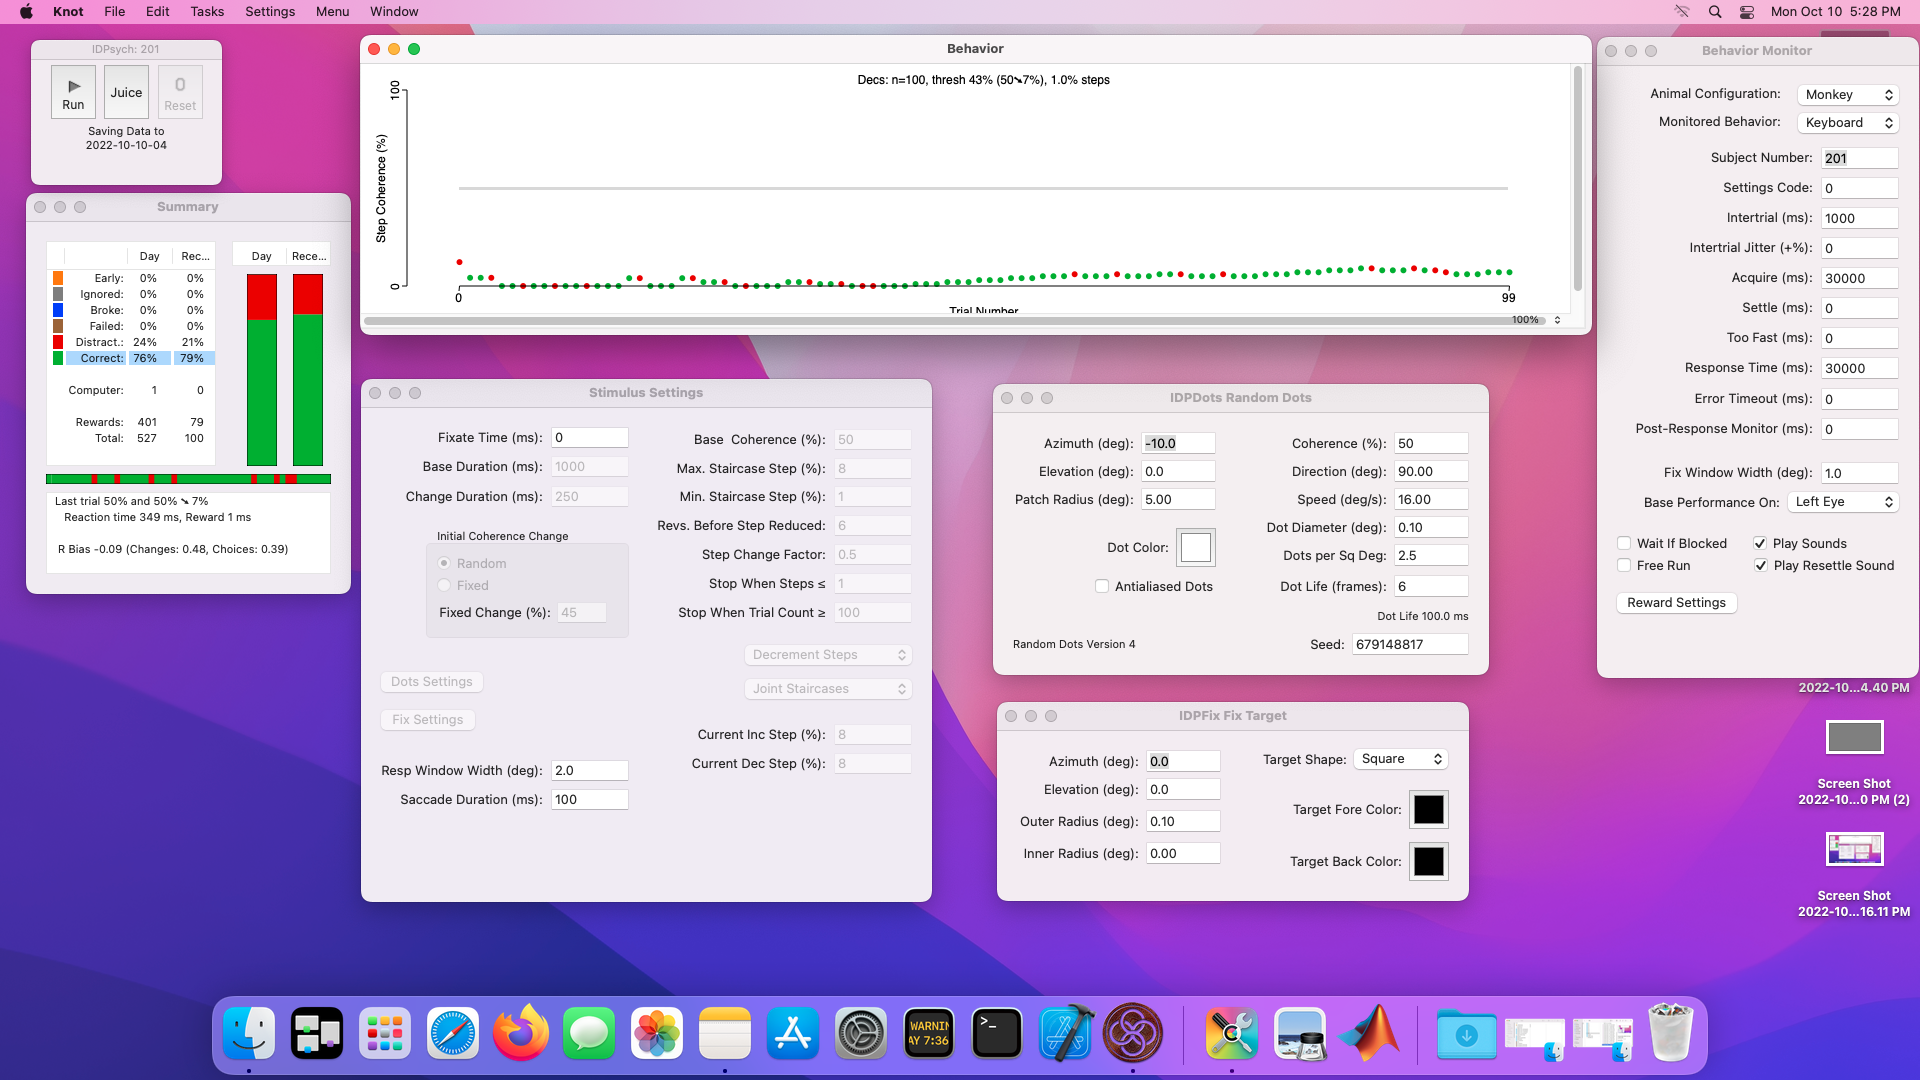 Knot File Edit Tasks Settings Menu Window
Mon Oct 10 5:28 PM
IDPsych: 201
Run
Juice
0
Reset
Saving Data to
2022-10-10-04
Summary
Day Rec...
Early: 0% 0%
Ignored: 0% 0%
Broke: 0% 0%
Failed: 0% 0%
Distract.: 24% 21%
Correct: 76% 79%
Computer: 1 0
Rewards: 401 79
Total: 527 100
Day Rece...
Last trial 50% and 50% ➘ 7%
Reaction time 349 ms, Reward 1 ms
R Bias -0.09 (Changes: 0.48, Choices: 0.39)
Behavior
Decs: n=100, thresh 43% (50➘7%), 1.0% steps
Step Coherence (%)
100
0
0
99
Trial Number
100%
Stimulus Settings
Fixate Time (ms): 0
Base Duration (ms): 1000
Change Duration (ms): 250
Initial Coherence Change
Random
Fixed
Fixed Change (%): 45
Dots Settings
Fix Settings
Resp Window Width (deg): 2.0
Saccade Duration (ms): 100
Base Coherence (%): 50
Max. Staircase Step (%): 8
Min. Staircase Step (%): 1
Revs. Before Step Reduced: 6
Step Change Factor: 0.5
Stop When Steps ≤ 1
Stop When Trial Count ≥ 100
Decrement Steps
Joint Staircases
Current Inc Step (%): 8
Current Dec Step (%): 8
IDPDots Random Dots
Azimuth (deg): -10.0
Elevation (deg): 0.0
Patch Radius (deg): 5.00
Dot Color:
Antialiased Dots
Random Dots Version 4
Coherence (%): 50
Direction (deg): 90.00
Speed (deg/s): 16.00
Dot Diameter (deg): 0.10
Dots per Sq Deg: 2.5
Dot Life (frames): 6
Dot Life 100.0 ms
Seed: 679148817
IDPFix Fix Target
Azimuth (deg): 0.0
Elevation (deg): 0.0
Outer Radius (deg): 0.10
Inner Radius (deg): 0.00
Target Shape: Square
Target Fore Color:
Target Back Color:
Behavior Monitor
Animal Configuration: Monkey
Monitored Behavior: Keyboard
Subject Number: 201
Settings Code: 0
Intertrial (ms): 1000
Intertrial Jitter (+%): 0
Acquire (ms): 30000
Settle (ms): 0
Too Fast (ms): 0
Response Time (ms): 30000
Error Timeout (ms): 0
Post-Response Monitor (ms): 0
Fix Window Width (deg): 1.0
Base Performance On: Left Eye
Wait If Blocked
Play Sounds
Free Run
Play Resettle Sound
Reward Settings
2022-10...4.40 PM
Screen Shot
2022-10...0 PM (2)
Screen Shot
2022-10...16.11 PM
WARNIN
AY 7:36
>_